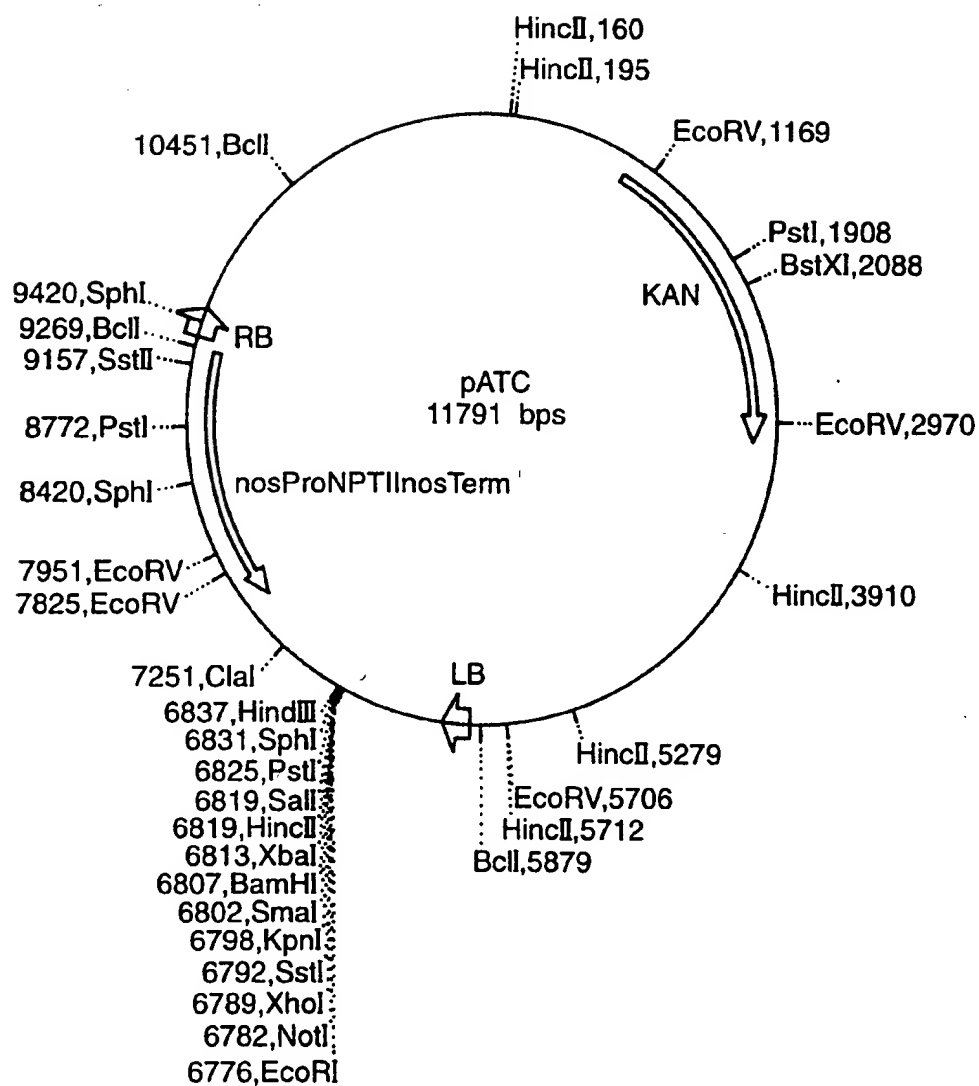 HincⅡ,160
HincⅡ,195
EcoRV,1169
PstI,1908
BstXI,2088
KAN
EcoRV,2970
HincⅡ,3910
HincⅡ,5279
EcoRV,5706
HincⅡ,5712
BclI,5879
LB
6776,EcoRI
6782,NotI
6789,XhoI
6792,SstI
6798,KpnI
6802,SmaI
6807,BamHI
6813,XbaI
6819,HincⅡ
6819,SalI
6825,PstI
6831,SphI
6837,HindⅢ
7251,ClaI
7825,EcoRV
7951,EcoRV
8420,SphI
8772,PstI
9157,SstⅡ
9269,BclI
9420,SphI
10451,BclI
RB
nosProNPTIInosTerm
pATC
11791 bps